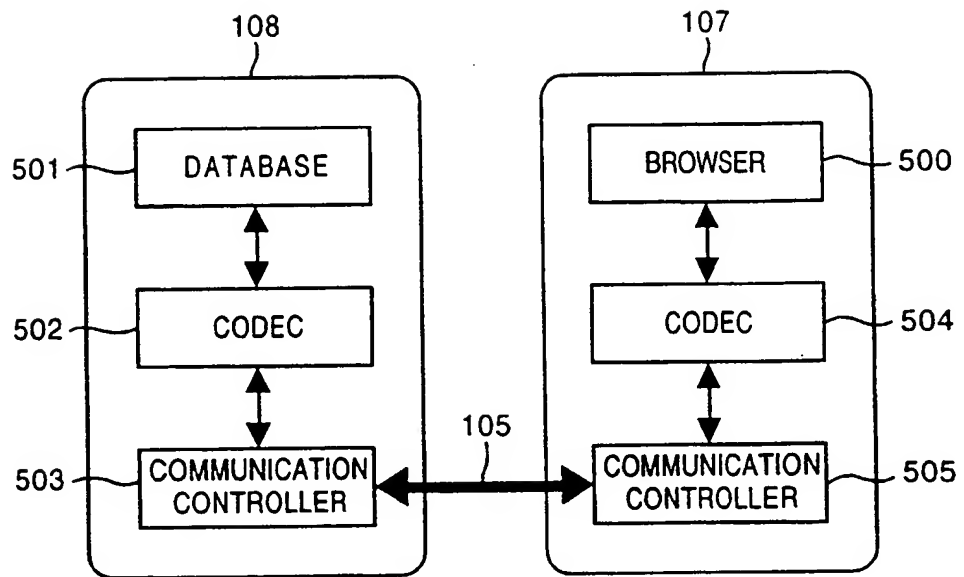 108
107
501
DATABASE
BROWSER
500
502
CODEC
CODEC
504
105
503
COMMUNICATION
CONTROLLER
COMMUNICATION
CONTROLLER
505